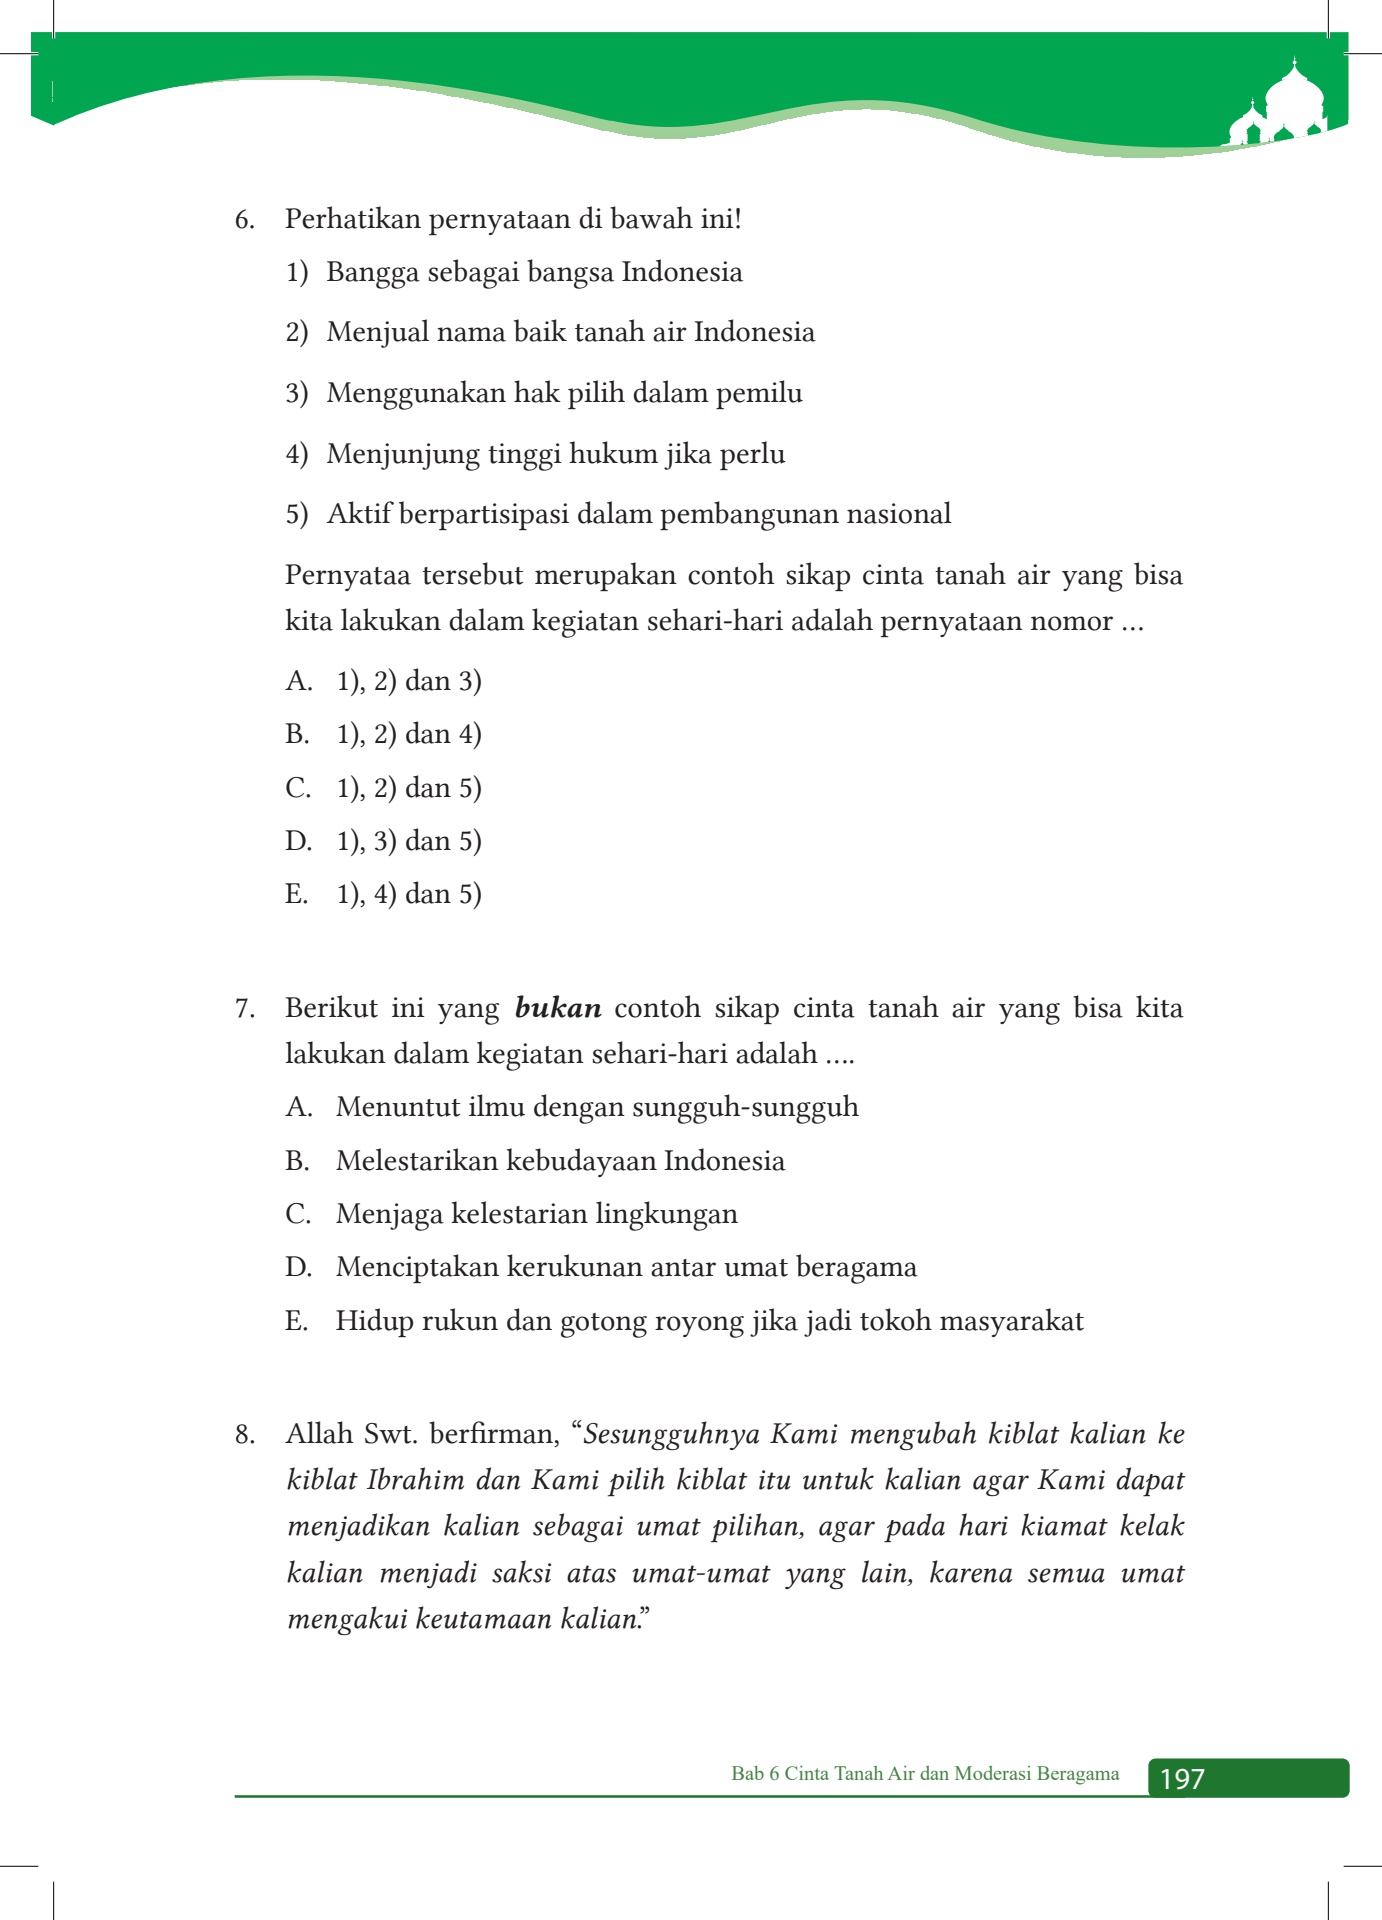 6. Perhatikan pernyataan di bawah ini!
1) Bangga sebagai bangsa Indonesia
2) Menjual nama baik tanah air Indonesia
3) Menggunakan hak pilih dalam pemilu
4) Menjunjung tinggi hukum jika perlu
5) Aktif berpartisipasi dalam pembangunan nasional
Pernyataa tersebut merupakan contoh sikap cinta tanah air yang bisa
kita lakukan dalam kegiatan sehari-hari adalah pernyataan nomor …
A. 1), 2) dan 3)
B. 1), 2) dan 4)
C. 1), 2) dan 5)
D. 1), 3) dan 5)
E. 1), 4) dan 5)
7. Berikut ini yang bukan contoh sikap cinta tanah air yang bisa kita
lakukan dalam kegiatan sehari-hari adalah ….
A. Menuntut ilmu dengan sungguh-sungguh
B. Melestarikan kebudayaan Indonesia
C. Menjaga kelestarian lingkungan
D. Menciptakan kerukunan antar umat beragama
E. Hidup rukun dan gotong royong jika jadi tokoh masyarakat
8. Allah Swt. berfirman, “Sesungguhnya Kami mengubah kiblat kalian ke
kiblat Ibrahim dan Kami pilih kiblat itu untuk kalian agar Kami dapat
menjadikan kalian sebagai umat pilihan, agar pada hari kiamat kelak
kalian menjadi saksi atas umat-umat yang lain, karena semua umat
mengakui keutamaan kalian.”
Bab 6 Cinta Tanah Air dan Moderasi Beragama 197